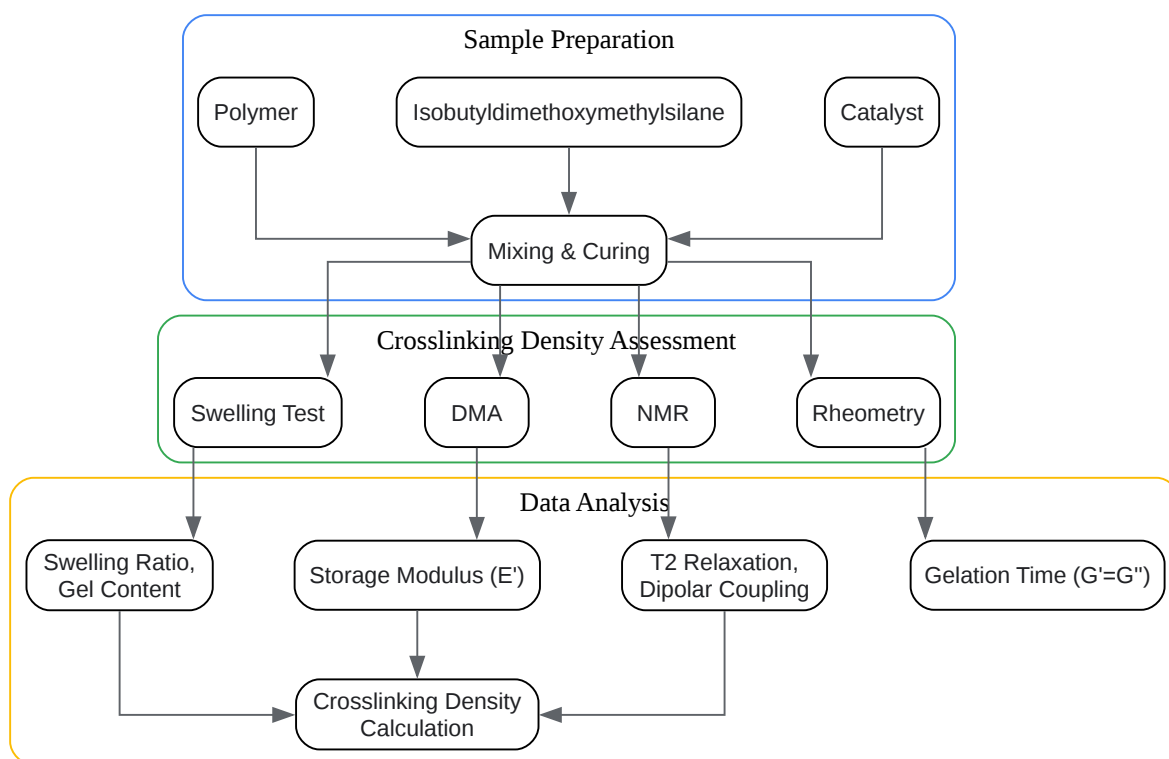 Sample Preparation
Polymer
Isobutyldimethoxymethylsilane
Catalyst
Mixing & Curing
Crosslinking Density Assessment
Swelling Test
DMA
NMR
Rheometry
Data Analysis
Swelling Ratio,
Gel Content
Storage Modulus (E')
T2 Relaxation,
Dipolar Coupling
Gelation Time (G'=G'')
Crosslinking Density
Calculation